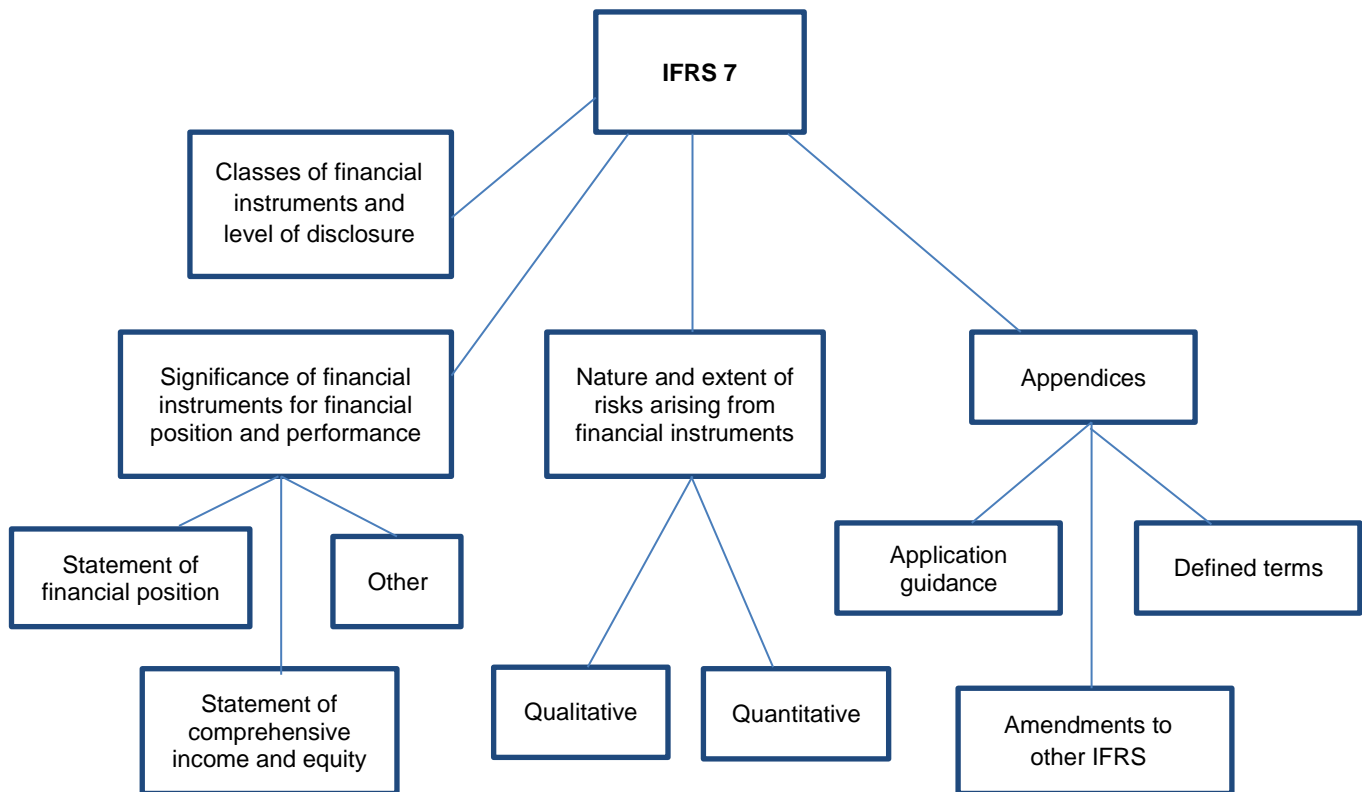 IFRS 7
Classes of financial
instruments and
level of disclosure
Significance of financial
instruments for financial
position and performance
Nature and extent of
risks arising from
financial instruments
Appendices
Statement of
financial position
Other
Application
guidance
Defined terms
Statement of
comprehensive
income and equity
Qualitative
Quantitative
Amendments to
other IFRS